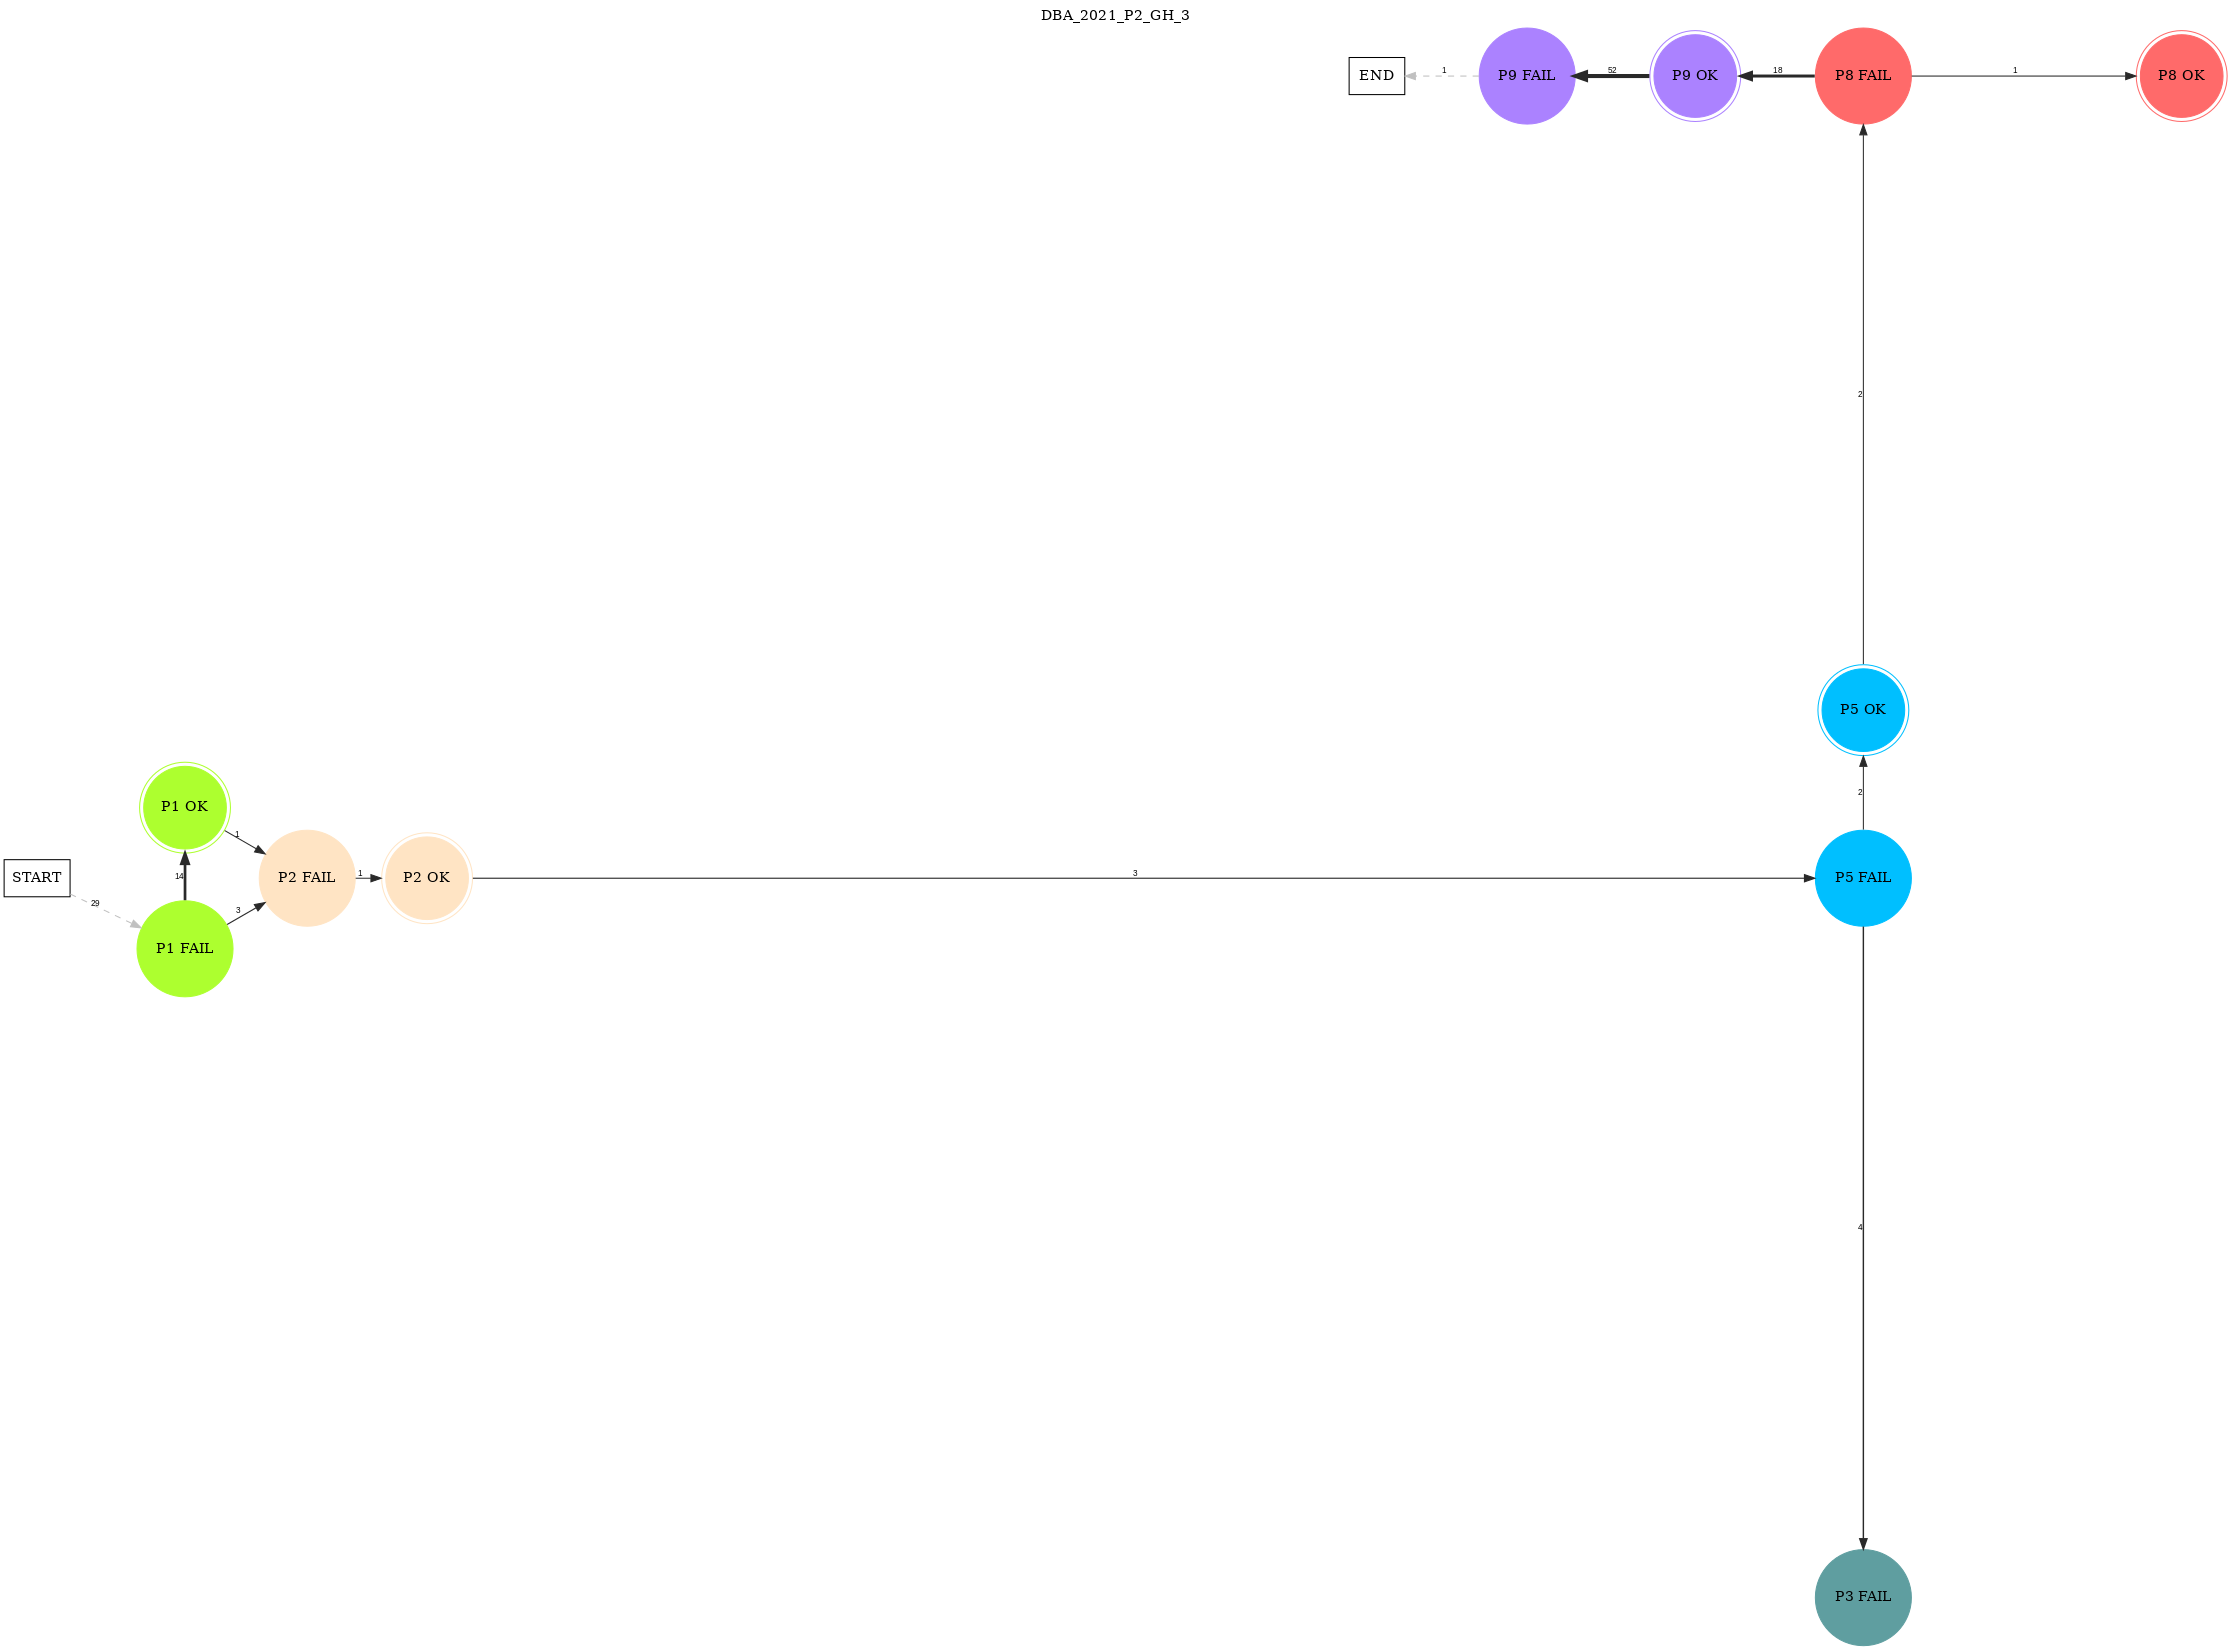 DBA_2021_P2_GH_3
END
1
P9 FAIL
52
P9 OK
18
P8 FAIL
1
P8 OK
2
P5 OK
2
P1 OK
1
14
START
29
P1 FAIL
3
P2 FAIL
1
P2 OK
3
P5 FAIL
4
P3 FAIL